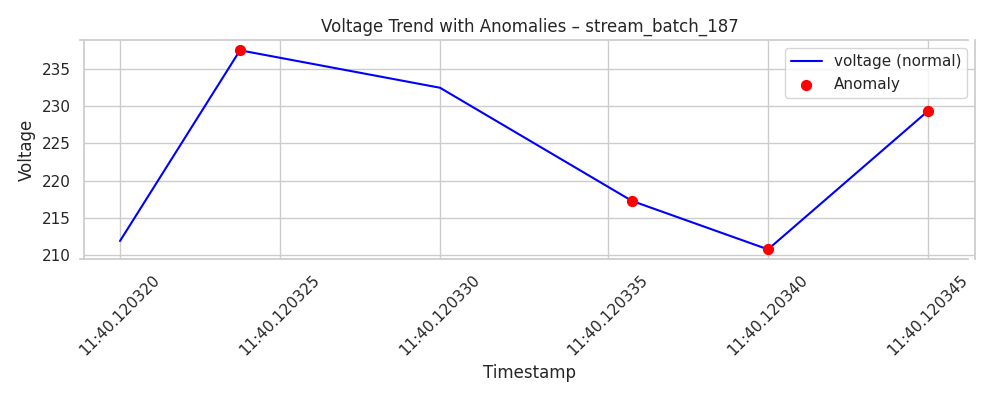 Voltage Trend with Anomalies – stream_batch_187
voltage (normal)
Anomaly
Voltage
235
230
225
220
215
210
11:40.120320
11:40.120325
11:40.120330
11:40.120335
11:40.120340
11:40.120345
Timestamp